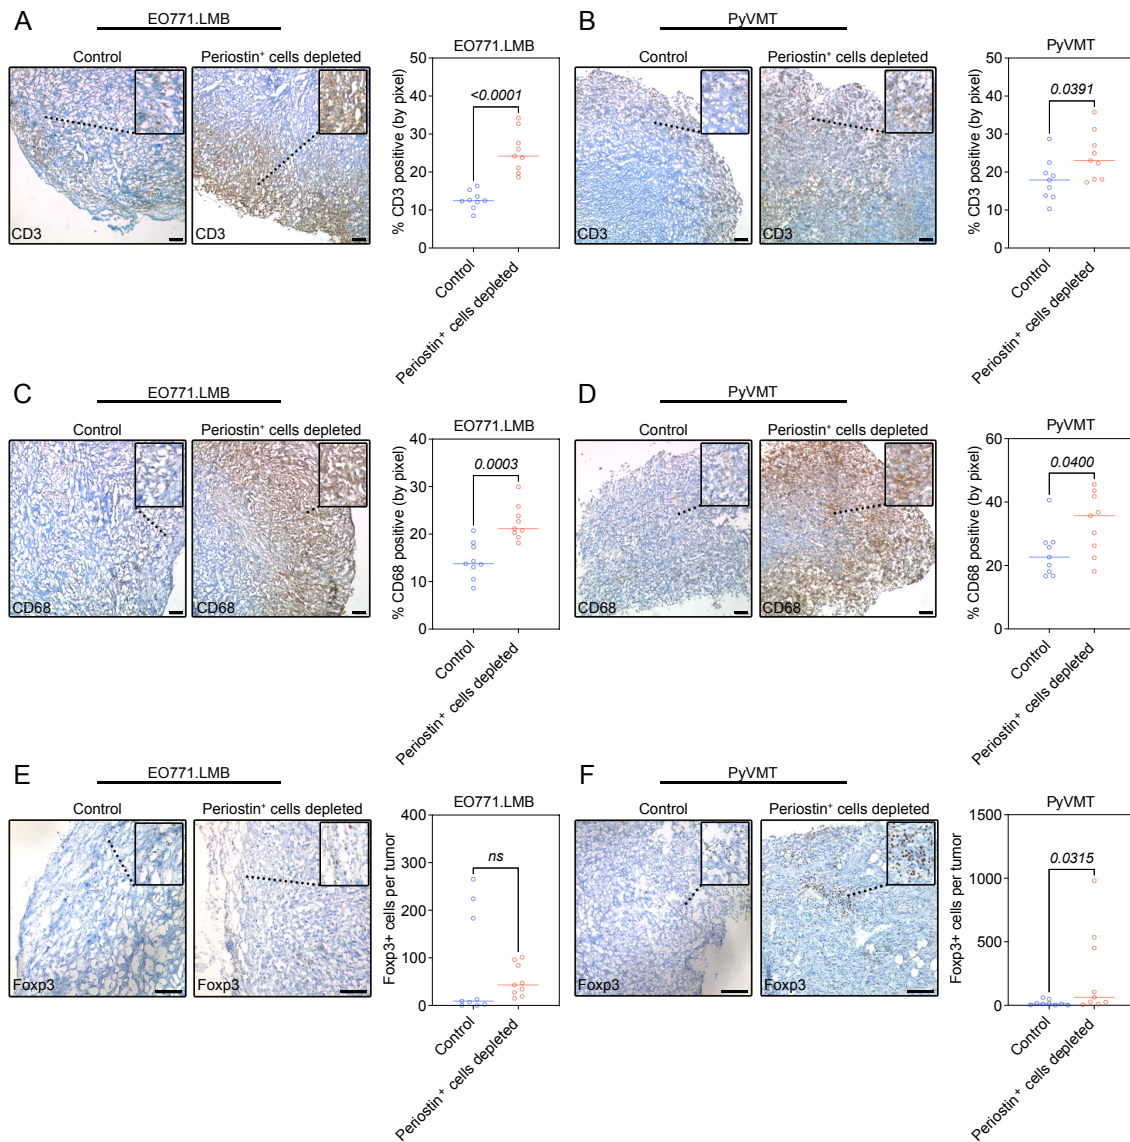 A
EO771.LMB
Control
Periostin⁺ cells depleted
CD3
CD3
EO771.LMB
% CD3 positive (by pixel)
50
40
30
20
10
0
<0.0001
Control
Periostin⁺ cells depleted
B
PyVMT
Control
Periostin⁺ cells depleted
CD3
CD3
PyVMT
% CD3 positive (by pixel)
50
40
30
20
10
0
0.0391
Control
Periostin⁺ cells depleted
C
EO771.LMB
Control
Periostin⁺ cells depleted
CD68
CD68
EO771.LMB
% CD68 positive (by pixel)
40
30
20
10
0
0.0003
Control
Periostin⁺ cells depleted
D
PyVMT
Control
Periostin⁺ cells depleted
CD68
CD68
PyVMT
% CD68 positive (by pixel)
60
40
20
0
0.0400
Control
Periostin⁺ cells depleted
E
EO771.LMB
Control
Periostin⁺ cells depleted
Foxp3
Foxp3
EO771.LMB
Foxp3+ cells per tumor
400
300
200
100
0
ns
Control
Periostin⁺ cells depleted
F
PyVMT
Control
Periostin⁺ cells depleted
Foxp3
Foxp3
PyVMT
Foxp3+ cells per tumor
1500
1000
500
0
0.0315
Control
Periostin⁺ cells depleted